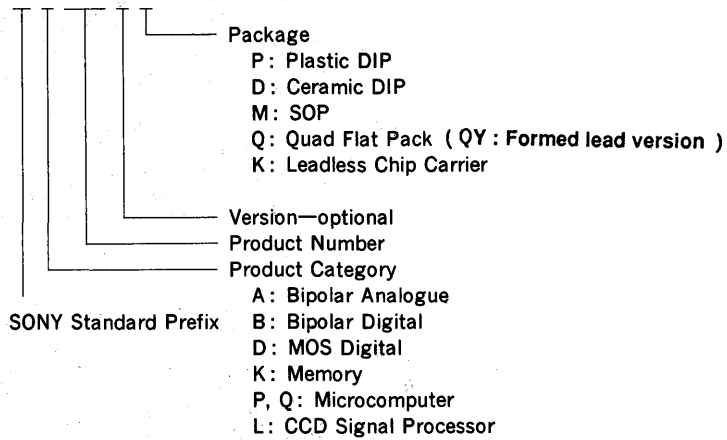 Package
P: Plastic DIP
D: Ceramic DIP
M: SOP
Q: Quad Flat Pack ( QY : Formed lead version )
K: Leadless Chip Carrier
Version—optional
Product Number
Product Category
A: Bipolar Analogue
SONY Standard Prefix B: Bipolar Digital
D: MOS Digital
K: Memory
P, Q: Microcomputer
L: CCD Signal Processor